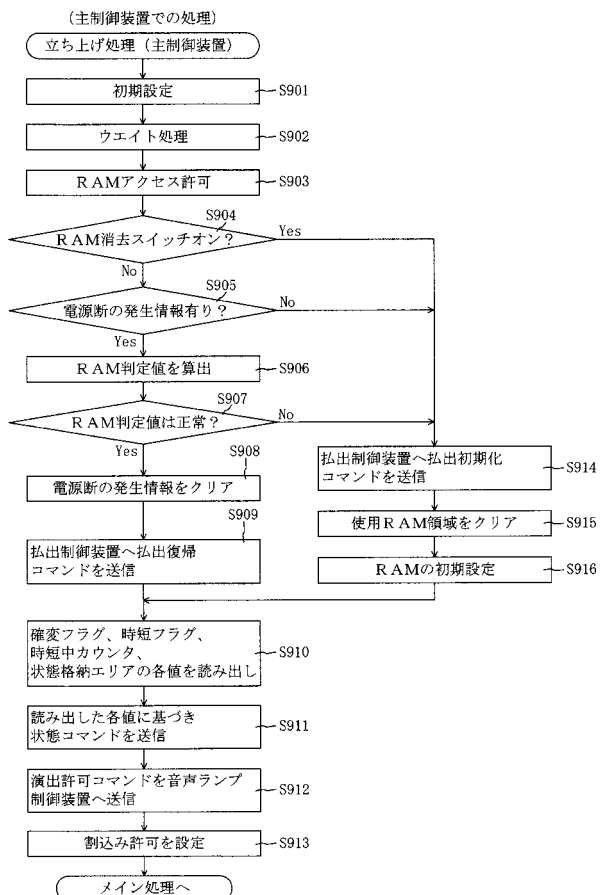 (主制御装置での処理)
立ち上げ処理(主制御装置)
初期設定
S901
ウエイト処理
S902
RAMアクセス許可
S903
S904
RAM消去スイッチオン?
Yes
No
S905
電源断の発生情報有り?
No
Yes
RAM判定値を算出
S906
S907
RAM判定値は正常?
No
Yes
S908
電源断の発生情報をクリア
S909
払出制御装置へ払出復帰
コマンドを送信
払出制御装置へ払出初期化
コマンドを送信
S914
使用RAM領域をクリア
S915
RAMの初期設定
S916
確変フラグ、時短フラグ、
時短中カウンタ、
状態格納エリアの各値を読み出し
S910
読み出した各値に基づき
状態コマンドを送信
S911
演出許可コマンドを音声ランプ
制御装置へ送信
S912
割込み許可を設定
S913
メイン処理へ